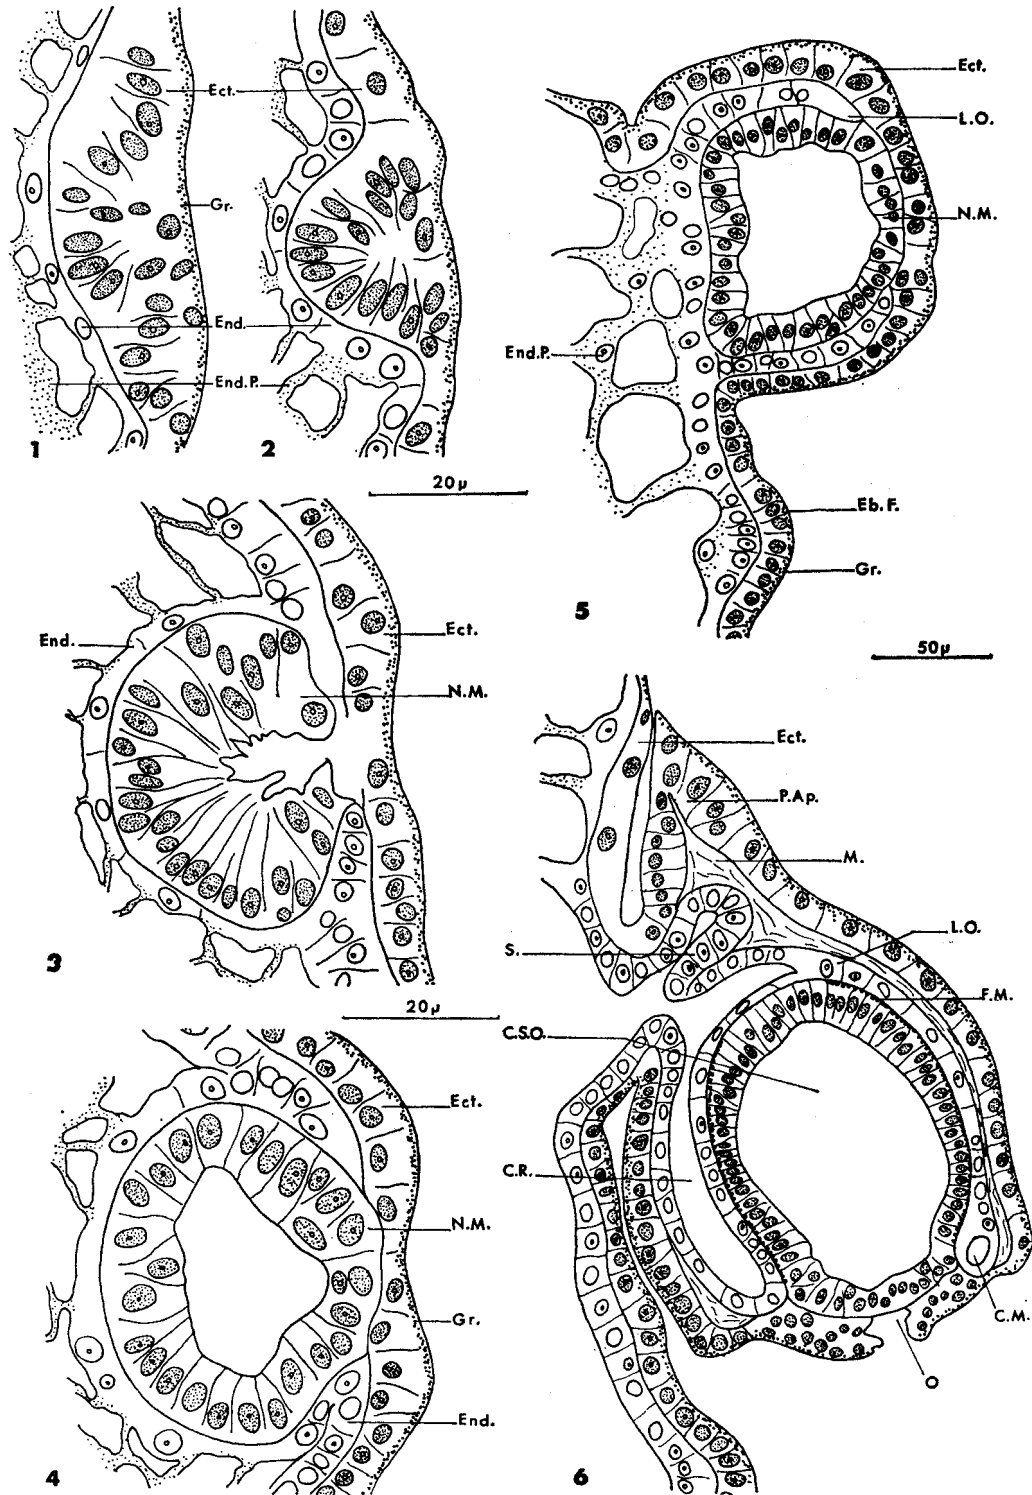 Ect.
Gr.
End.
End.P.
1
2
20µ
Ect.
L.O.
N.M.
End.P.
Eb.F.
Gr.
5
50µ
End.
Ect.
N.M.
3
20µ
Ect.
N.M.
Gr.
End.
4
Ect.
P.Ap.
M.
L.O.
S.
F.M.
C.S.O.
C.R.
C.M.
O
6